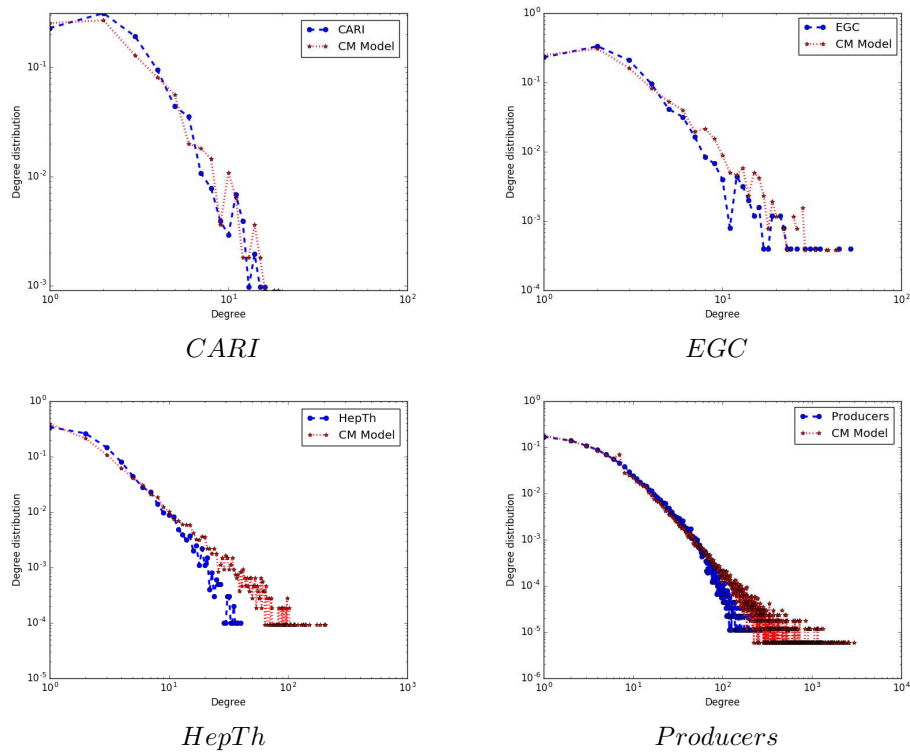 CARI
CM Model
Degree distribution
10^-1
10^-2
10^-3
10^0
10^1
10^2
Degree
CARI
EGC
CM Model
Degree distribution
10^0
10^-1
10^-2
10^-3
10^-4
10^0
10^1
10^2
Degree
EGC
HepTh
CM Model
Degree distribution
10^0
10^-1
10^-2
10^-3
10^-4
10^-5
10^0
10^1
10^2
10^3
Degree
HepTh
Producers
CM Model
Degree distribution
10^0
10^-1
10^-2
10^-3
10^-4
10^-5
10^-6
10^0
10^1
10^2
10^3
10^4
Degree
Producers